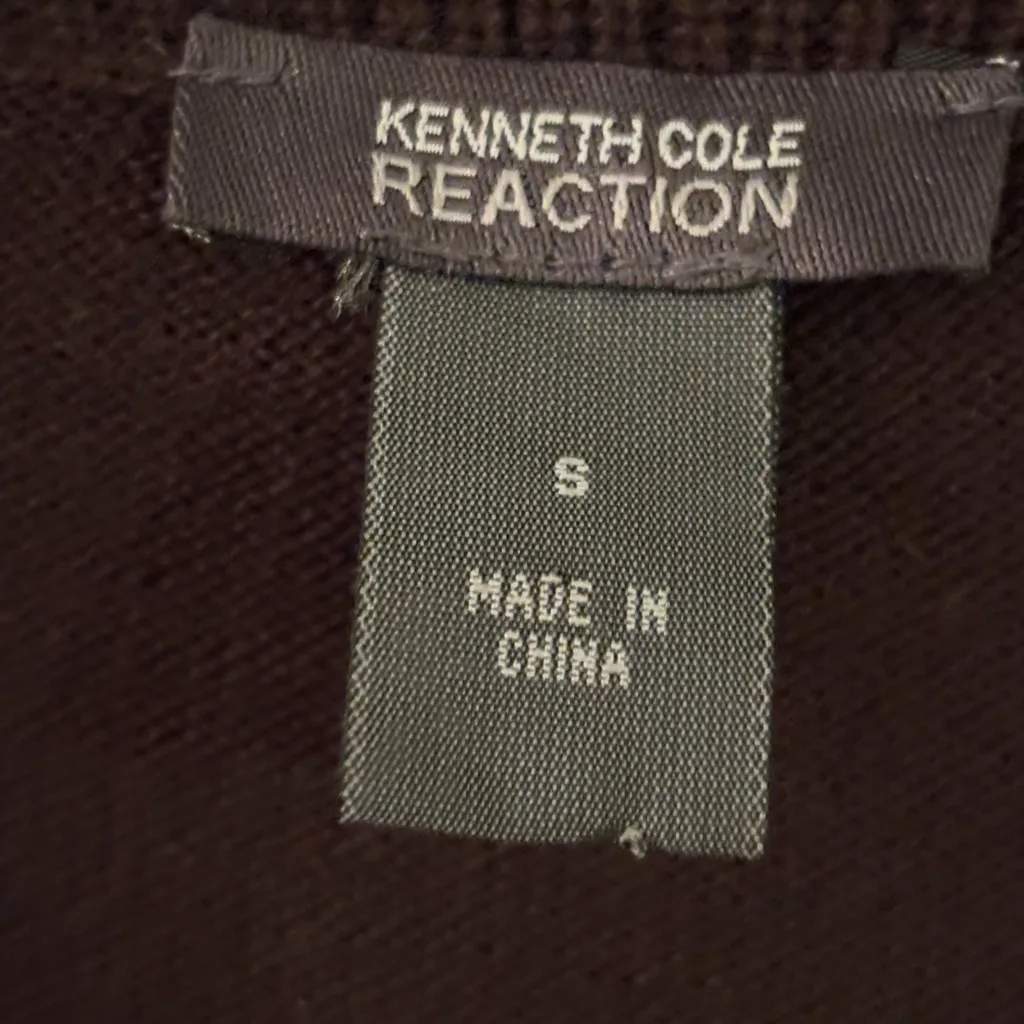 KENNETH COLE
REACTION
S
MADE IN
CHINA